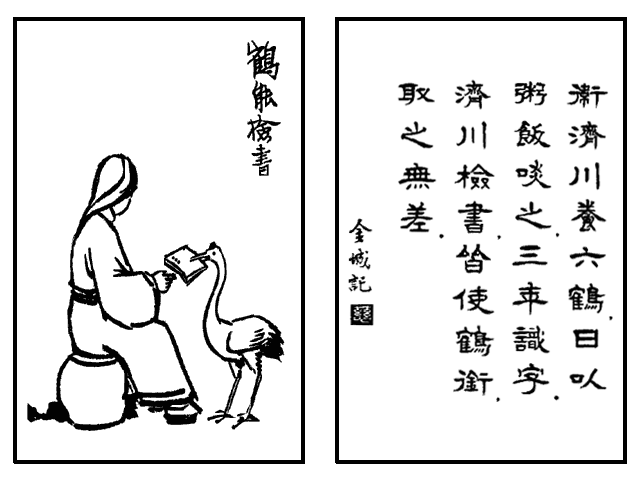 鶴能檢書
衞濟川養六鶴，日以
粥飯啖之，三年識字，
濟川檢書，皆使鶴銜
取之無差．
金城記